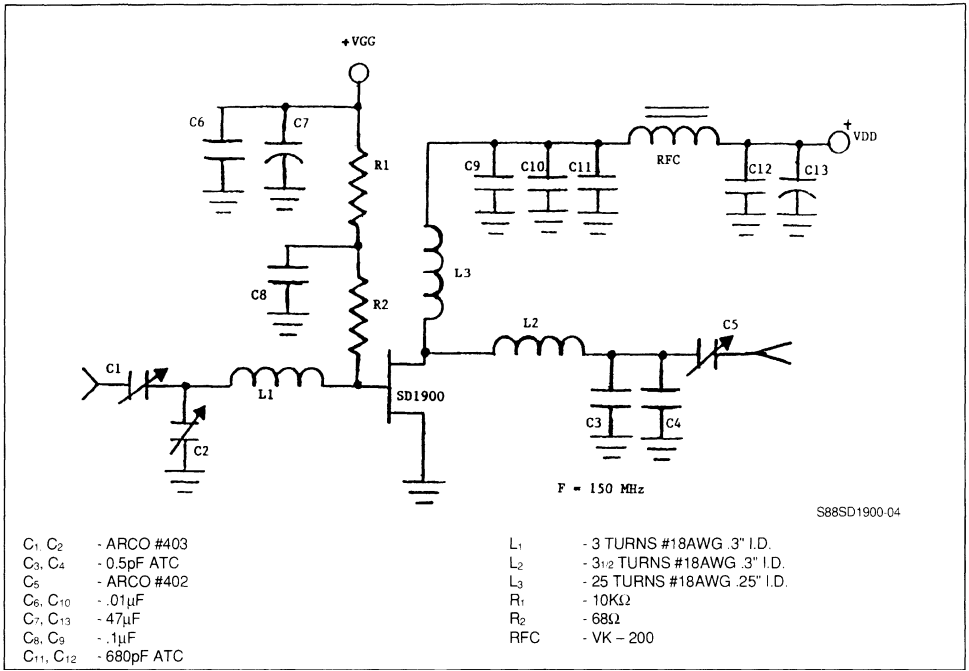 +VGG
C6
C7
R1
C9
C10
C11
RFC
+
VDD
C12
C13
C8
R2
L3
L2
C5
C1
L1
SD1900
C2
C3
C4
F = 150 MHz
S88SD1900-04
C1, C2 - ARCO #403
C3, C4 - 0.5pF ATC
C5 - ARCO #402
C6, C10 - .01µF
C7, C13 - 47µF
C8, C9 - .1µF
C11, C12 - 680pF ATC
L1 - 3 TURNS #18AWG .3" I.D.
L2 - 31/2 TURNS #18AWG .3" I.D.
L3 - 25 TURNS #18AWG .25" I.D.
R1 - 10KΩ
R2 - 68Ω
RFC - VK – 200